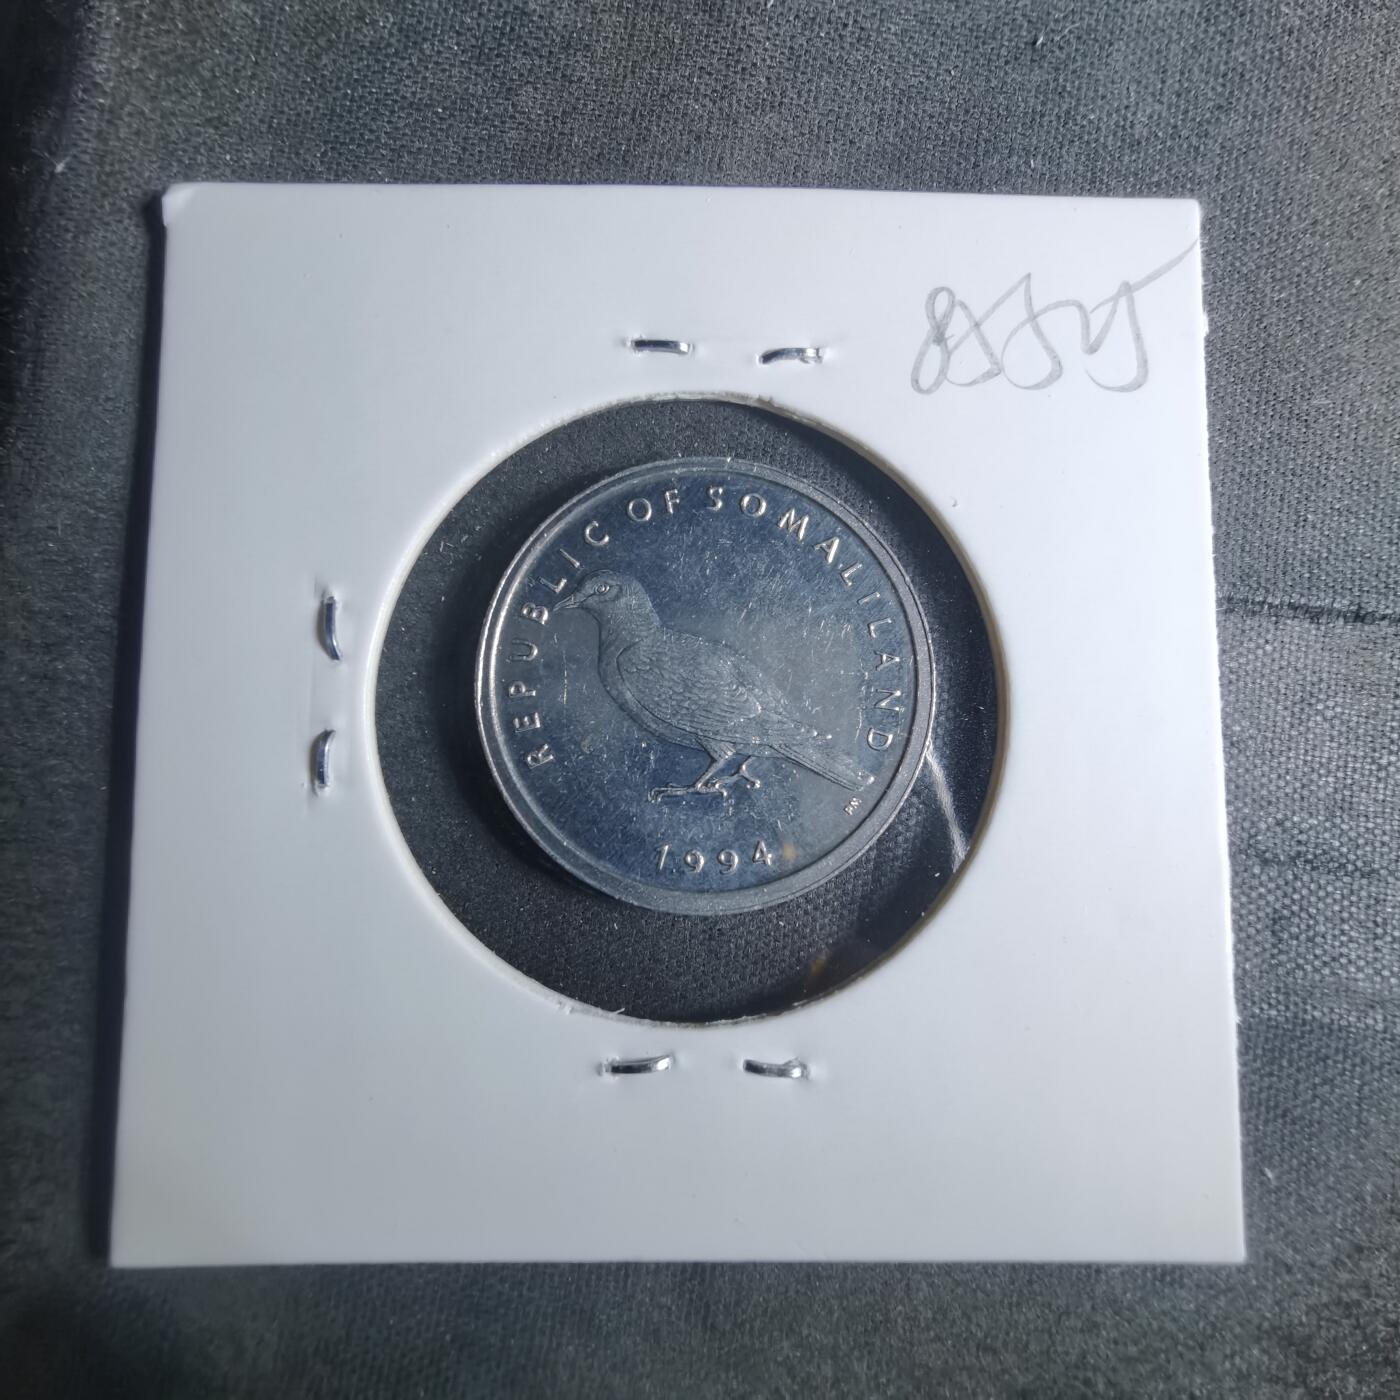 REPUBLIC OF SOMALILAND
1994